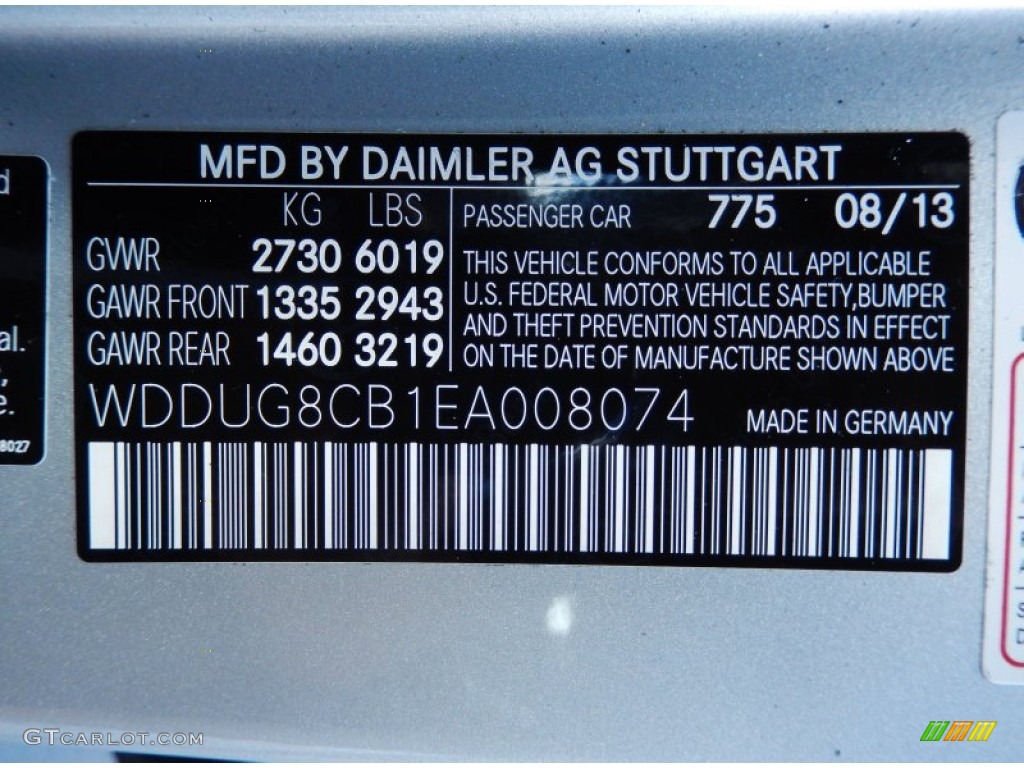 MFD BY DAIMLER AG STUTTGART
KG LBS
GVWR 2730 6019
GAWR FRONT 1335 2943
GAWR REAR 1460 3219
PASSENGER CAR 775 08/13
THIS VEHICLE CONFORMS TO ALL APPLICABLE
U.S. FEDERAL MOTOR VEHICLE SAFETY,BUMPER
AND THEFT PREVENTION STANDARDS IN EFFECT
ON THE DATE OF MANUFACTURE SHOWN ABOVE
WDDUG8CB1EA008074
MADE IN GERMANY
GTCARLOT.COM